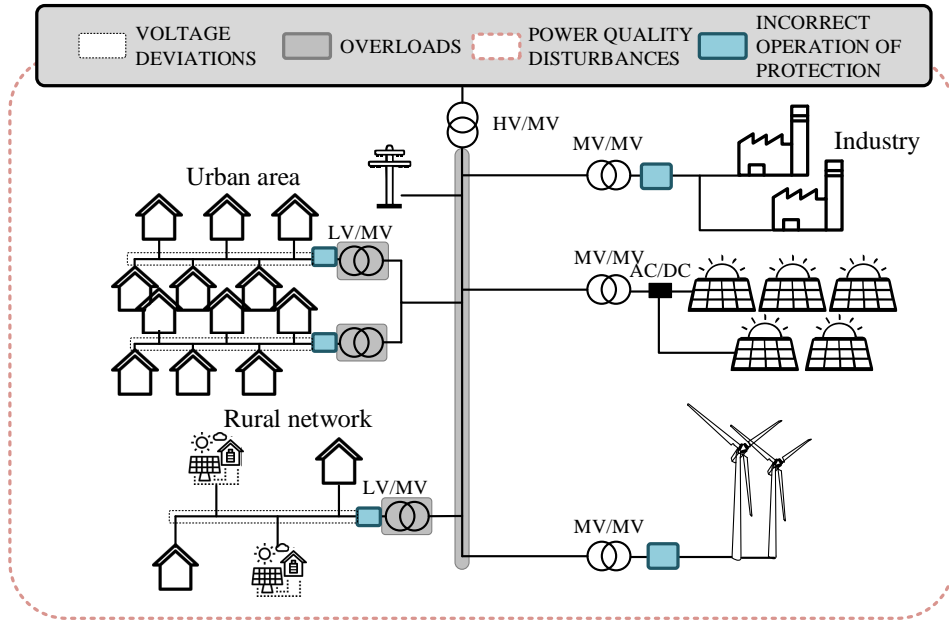 VOLTAGE
DEVIATIONS
OVERLOADS
POWER QUALITY
DISTURBANCES
INCORRECT
OPERATION OF
PROTECTION
HV/MV
MV/MV
Industry
Urban area
LV/MV
MV/MV
AC/DC
Rural network
LV/MV
MV/MV